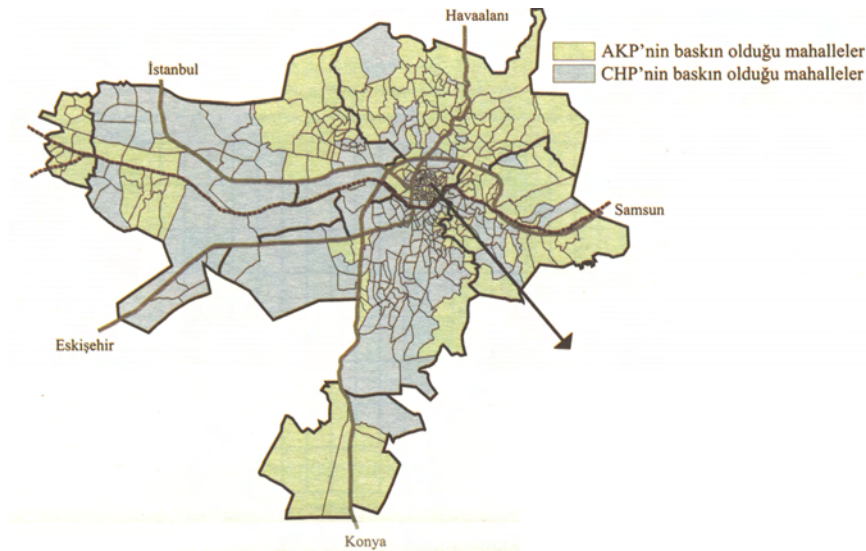 Havaalanı
AKP'nin baskın olduğu mahalleler
CHP'nin baskın olduğu mahalleler
İstanbul
Samsun
Eskişehir
Konya